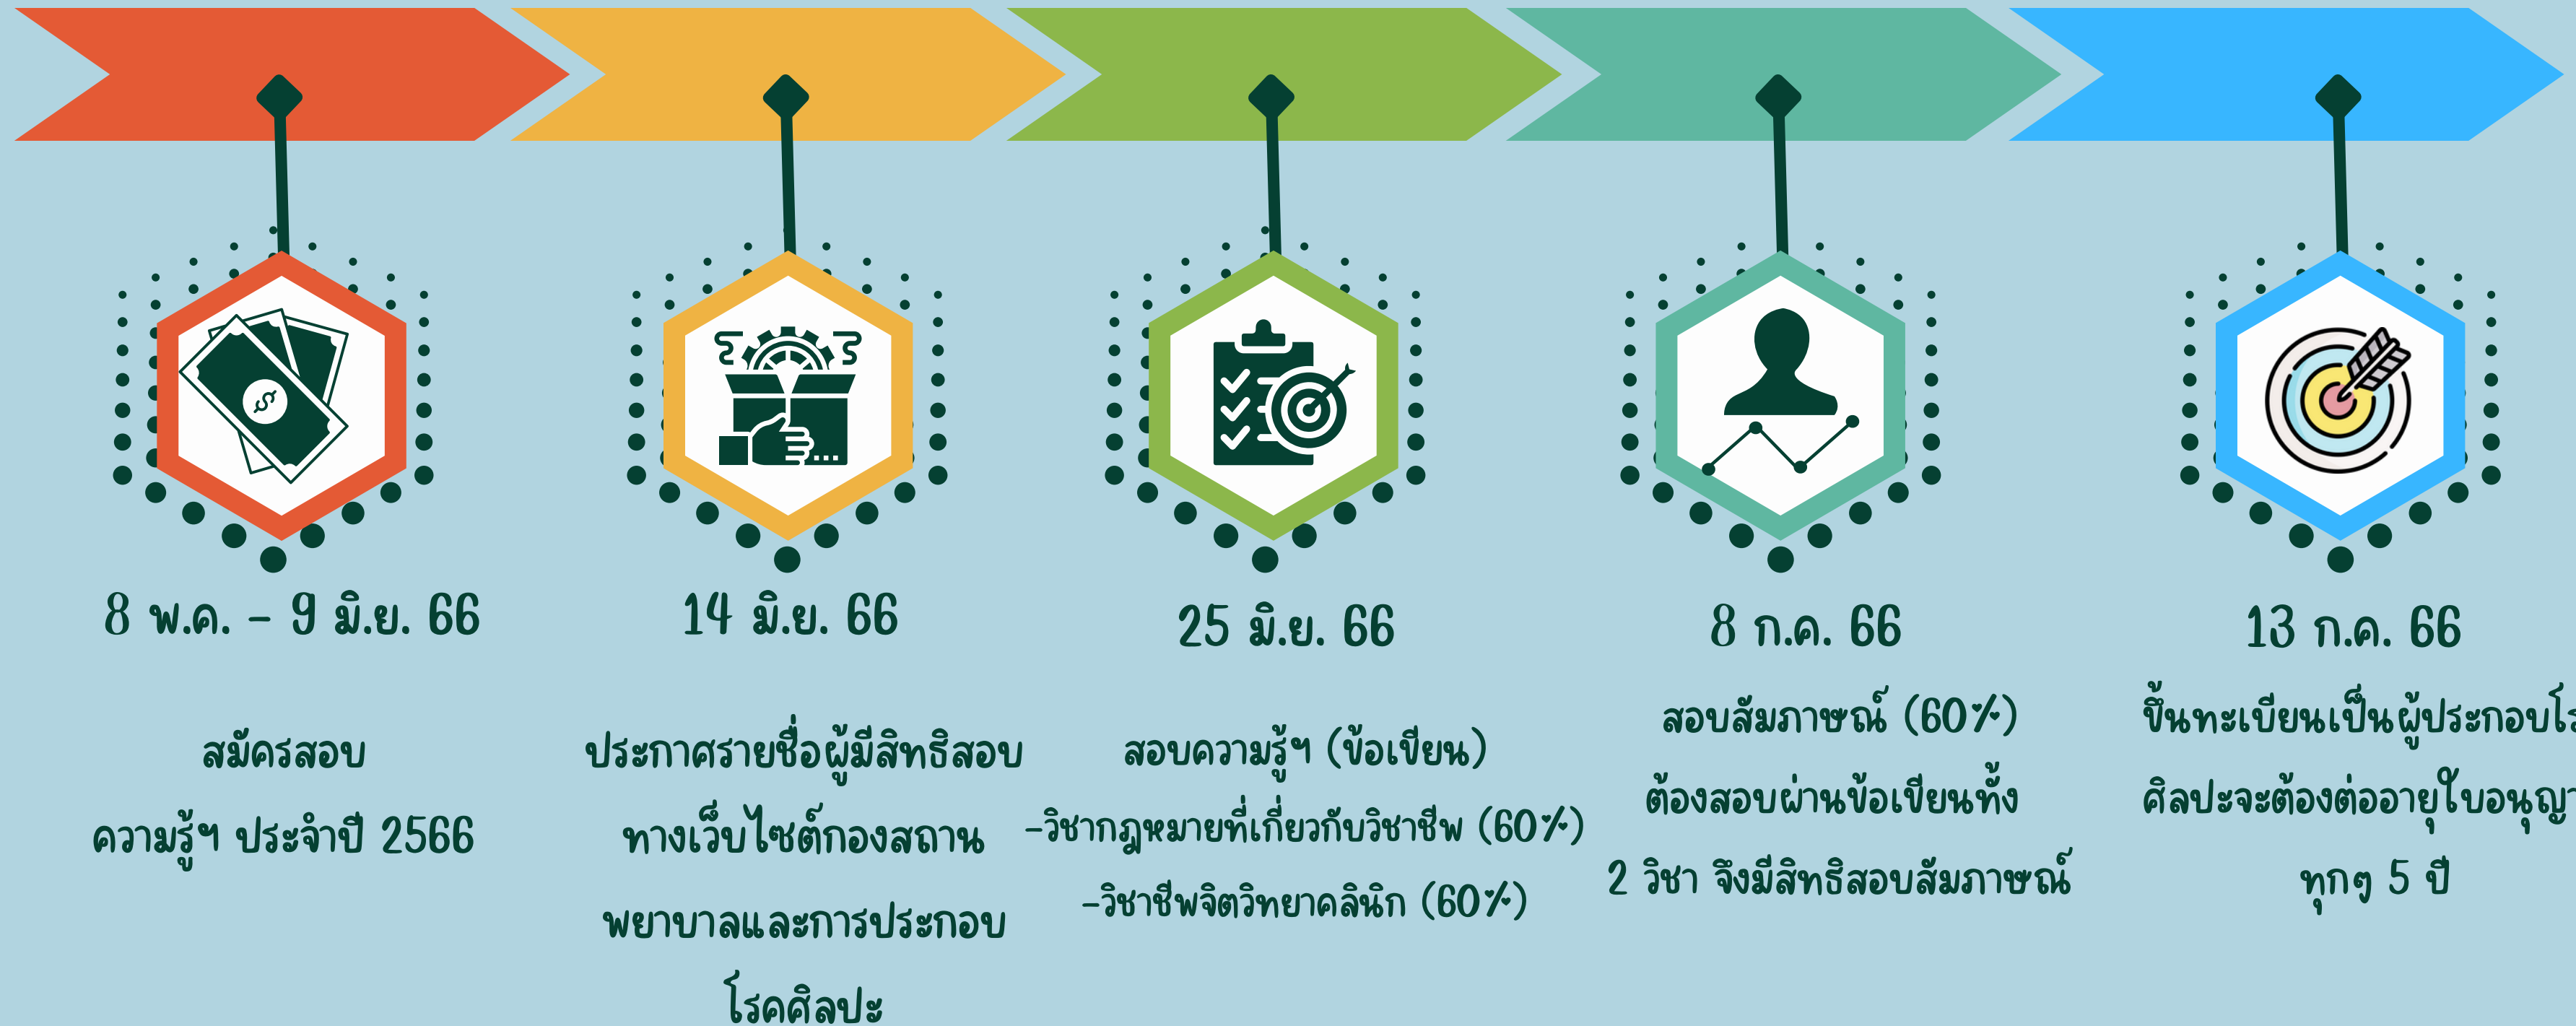 8 พ.ค. – 9 มิ.ย. 66
สมัครสอบ
ความรู้ฯ ประจำปี 2566
14 มิ.ย. 66
ประกาศรายชื่อผู้มีสิทธิสอบ
ทางเว็บไซต์กองสถาน
พยาบาลและการประกอบ
โรคศิลปะ
25 มิ.ย. 66
สอบความรู้ฯ (ข้อเขียน)
-วิชากฎหมายที่เกี่ยวกับวิชาชีพ (60%)
-วิชาชีพจิตวิทยาคลินิก (60%)
8 ก.ค. 66
สอบสัมภาษณ์ (60%)
ต้องสอบผ่านข้อเขียนทั้ง
2 วิชา จึงมีสิทธิสอบสัมภาษณ์
13 ก.ค. 66
ขึ้นทะเบียนเป็นผู้ประกอบ
ศิลปะจะต้องต่ออายุใบ
ทุกๆ 5 ปี